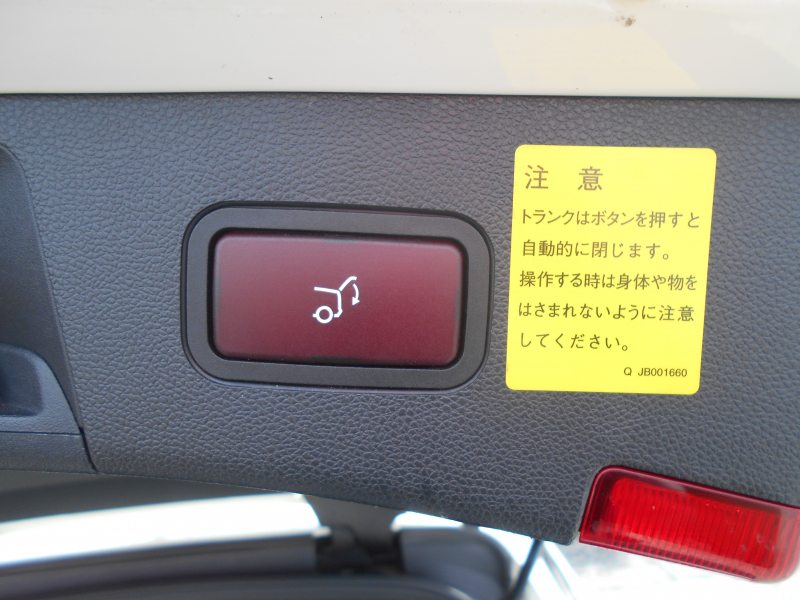 注 意
トランクはボタンを押すと
自動的に閉じます。
操作する時は身体や物を
はさまれないように注意
してください。
Q JB001660